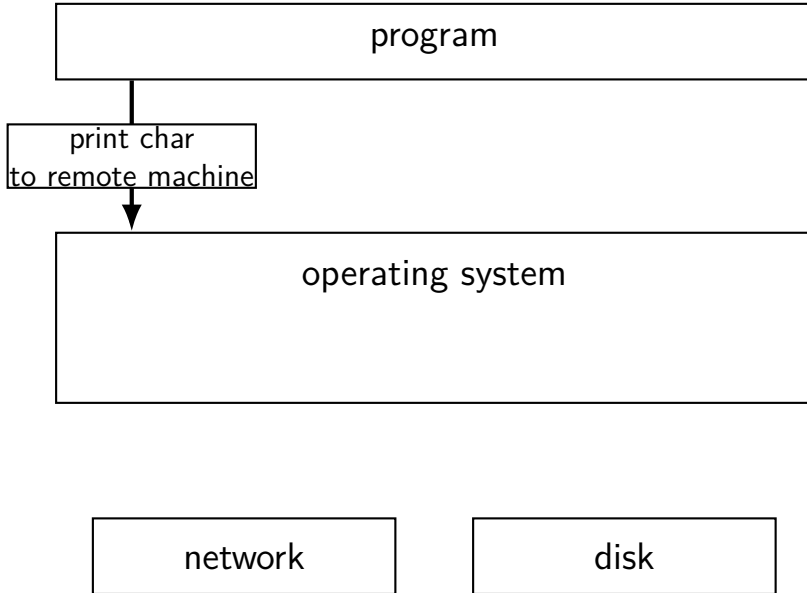 program
print char
to remote machine
operating system
network
disk